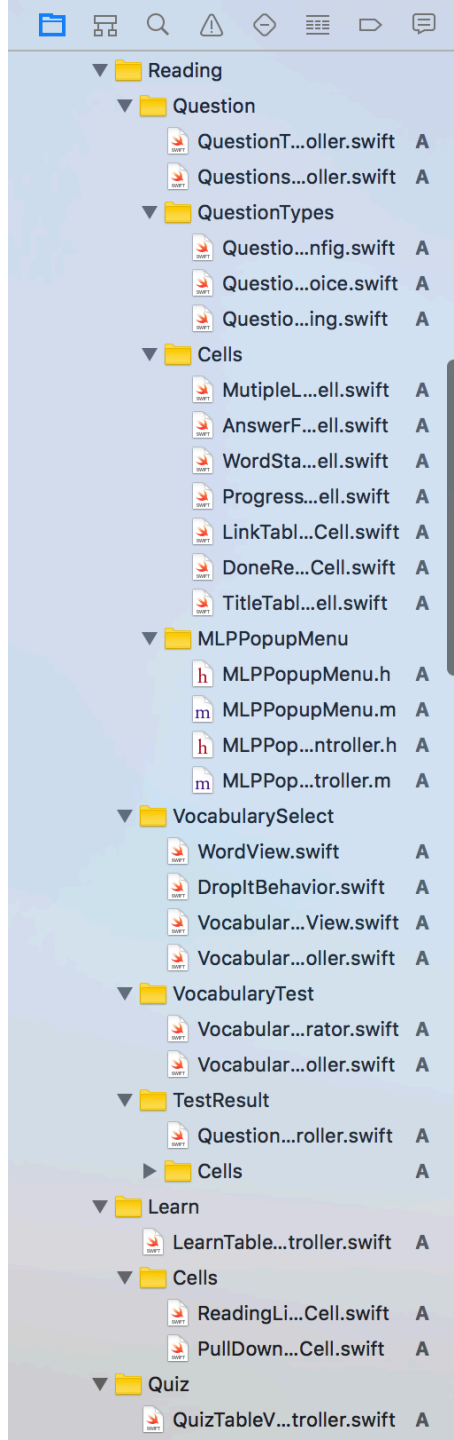 Reading
Question
QuestionT...oller.swift A
Questions...oller.swift A
QuestionTypes
Questio...nfig.swift A
Questio...oice.swift A
Questio...ing.swift A
Cells
MutipleL...ell.swift A
AnswerF...ell.swift A
WordSta...ell.swift A
Progress...ell.swift A
LinkTabl...Cell.swift A
DoneRe...Cell.swift A
TitleTabl...ell.swift A
MLPPopupMenu
h MLPPopupMenu.h A
m MLPPopupMenu.m A
h MLPPop...ntroller.h A
m MLPPop...troller.m A
VocabularySelect
WordView.swift A
DropItBehavior.swift A
Vocabular...View.swift A
Vocabular...oller.swift A
VocabularyTest
Vocabular...rator.swift A
Vocabular...oller.swift A
TestResult
Question...roller.swift A
Cells A
Learn
LearnTable...troller.swift A
Cells
ReadingLi...Cell.swift A
PullDown...Cell.swift A
Quiz
QuizTableV...troller.swift A